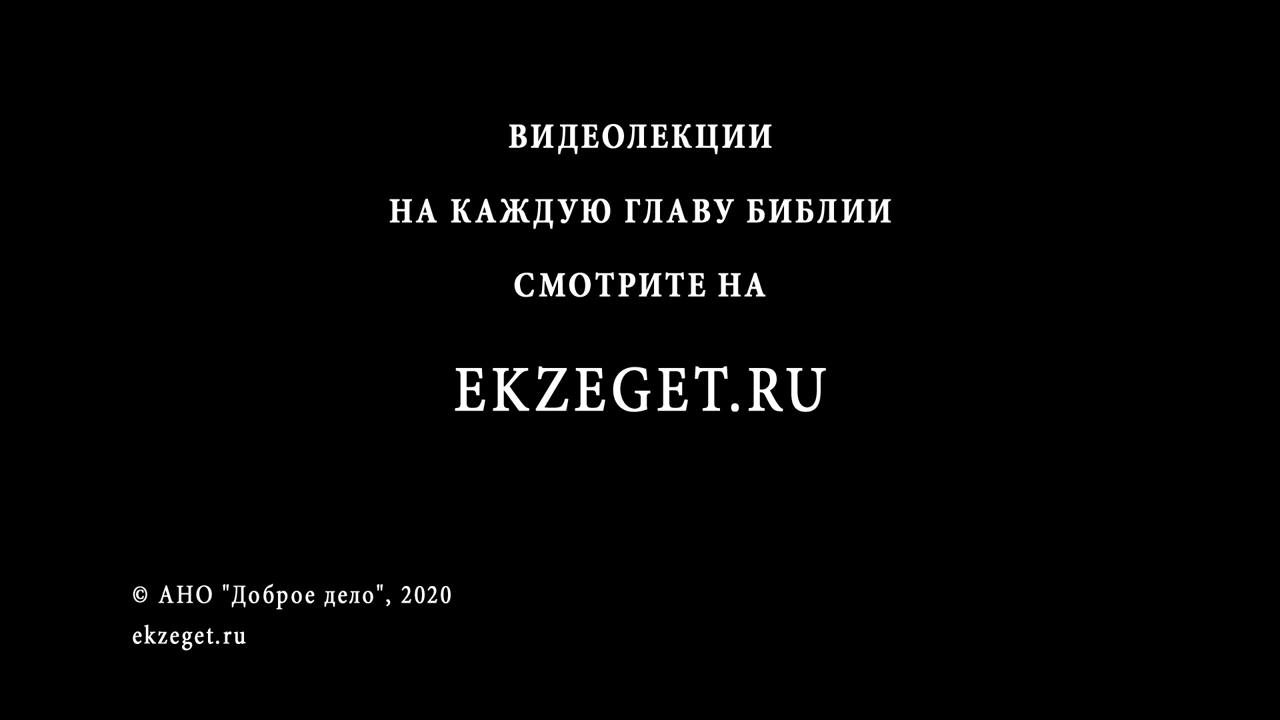 ВИДЕОЛЕКЦИИ
НА КАЖДУЮ ГЛАВУ БИБЛИИ
СМОТРИТЕ НА
EKZEGET.RU
© АНО "Доброе дело", 2020
ekzeget.ru